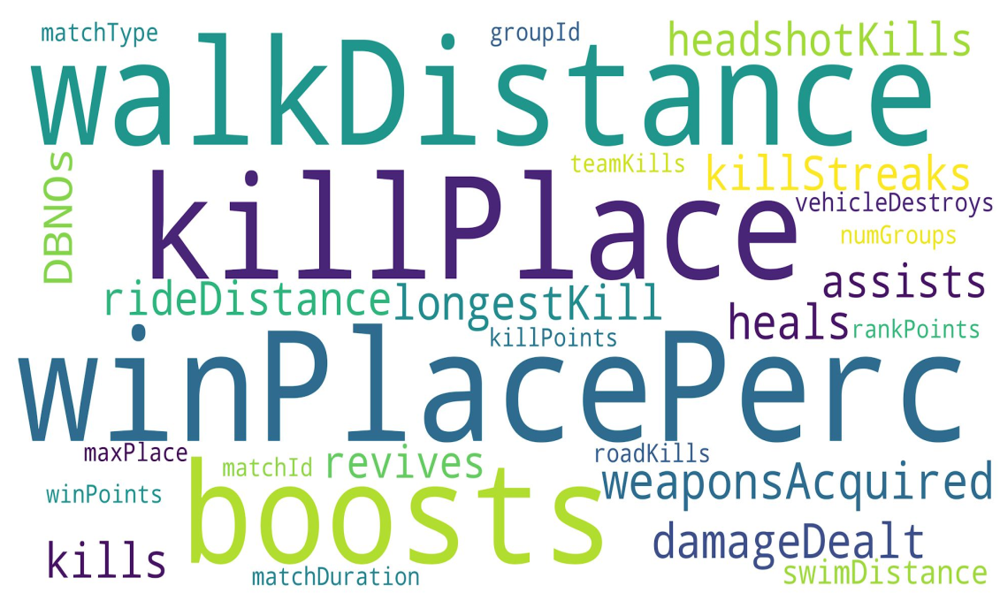 matchType
groupId
headshotKills
walkDistance
DBNOs
teamKills
killStreaks
killPlace
vehicleDestroys
numGroups
assists
rideDistance
longestKill
heals
rankPoints
killPoints
winPlacePerc
maxPlace
matchId
revives
roadKills
weaponsAcquired
winPoints
boosts
damageDealt
kills
matchDuration
swimDistance